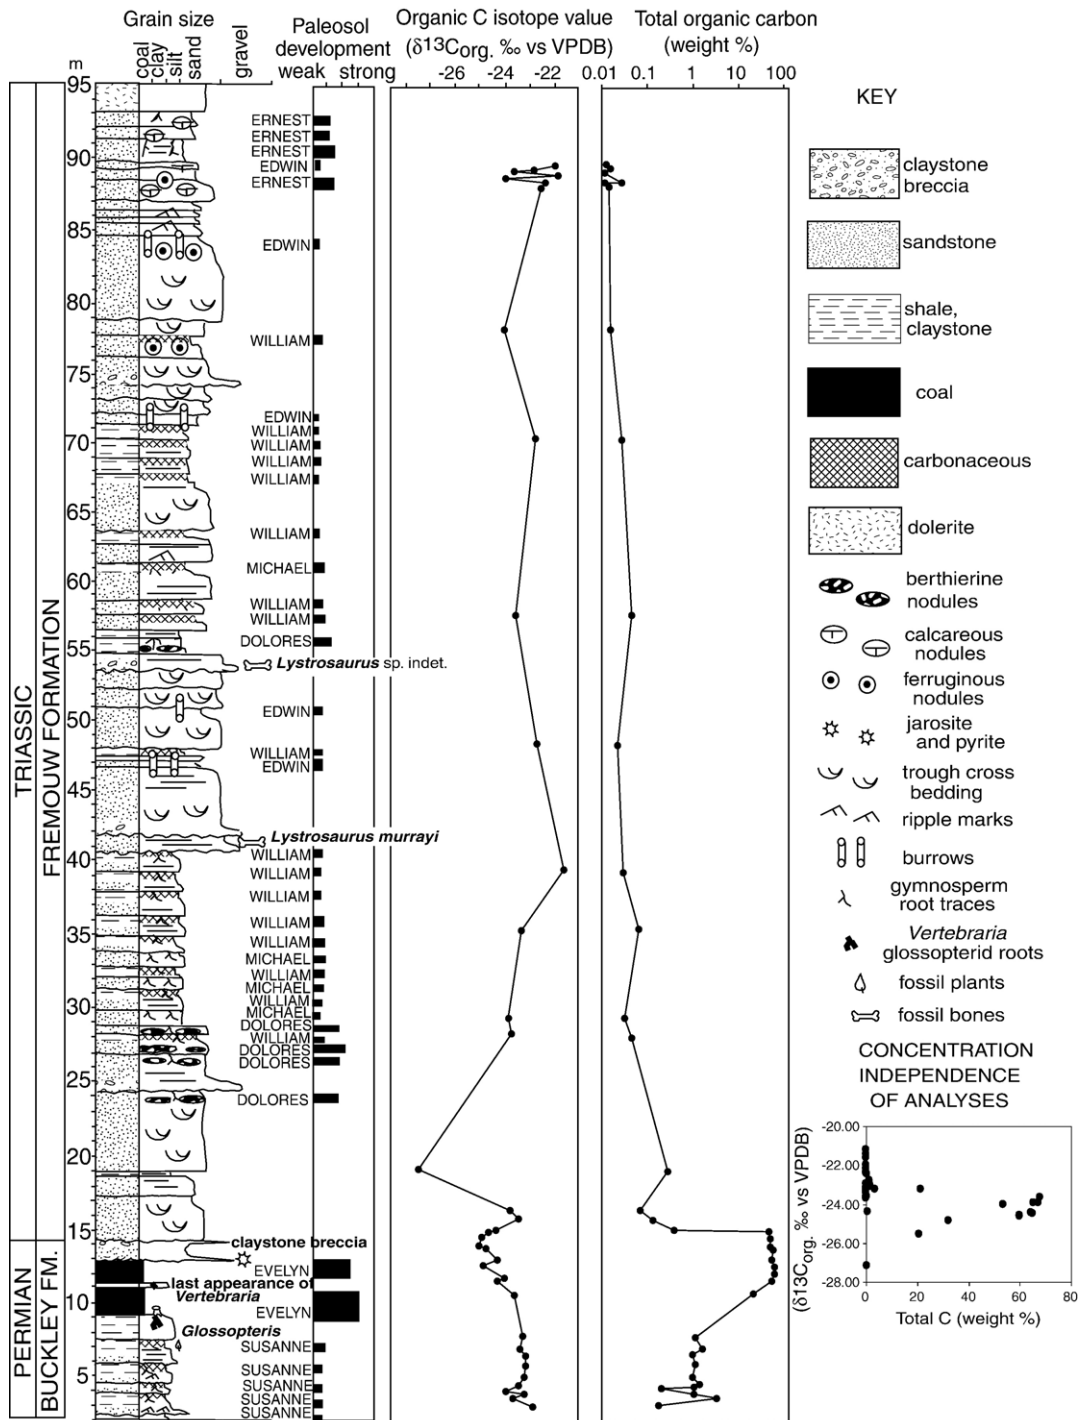 Grain size
coal
clay
silt
sand
gravel
Paleosol
development
weak strong
Organic C isotope value
(δ13Corg. ‰ vs VPDB)
-26 -24 -22
Total organic carbon
(weight %)
0.01 0.1 1 10 100
m
95
90
85
80
75
70
65
60
55
50
45
40
35
30
25
20
15
10
5
TRIASSIC
FREMOUW FORMATION
PERMIAN
BUCKLEY FM.
ERNEST
ERNEST
ERNEST
EDWIN
ERNEST
EDWIN
WILLIAM
EDWIN
WILLIAM
WILLIAM
WILLIAM
WILLIAM
WILLIAM
MICHAEL
WILLIAM
WILLIAM
DOLORES
Lystrosaurus sp. indet.
EDWIN
WILLIAM
EDWIN
Lystrosaurus murrayi
WILLIAM
WILLIAM
WILLIAM
WILLIAM
WILLIAM
MICHAEL
WILLIAM
MICHAEL
WILLIAM
MICHAEL
DOLORES
WILLIAM
DOLORES
DOLORES
DOLORES
claystone breccia
EVELYN
last appearance of
Vertebraria
EVELYN
Glossopteris
SUSANNE
SUSANNE
SUSANNE
SUSANNE
SUSANNE
KEY
claystone
breccia
sandstone
shale,
claystone
coal
carbonaceous
dolerite
berthierine
nodules
calcareous
nodules
ferruginous
nodules
jarosite
and pyrite
trough cross
bedding
ripple marks
burrows
gymnosperm
root traces
Vertebraria
glossopterid roots
fossil plants
fossil bones
CONCENTRATION
INDEPENDENCE
OF ANALYSES
(δ13Corg. ‰ vs VPDB)
-20.00
-22.00
-24.00
-26.00
-28.00
0 20 40 60 80
Total C (weight %)